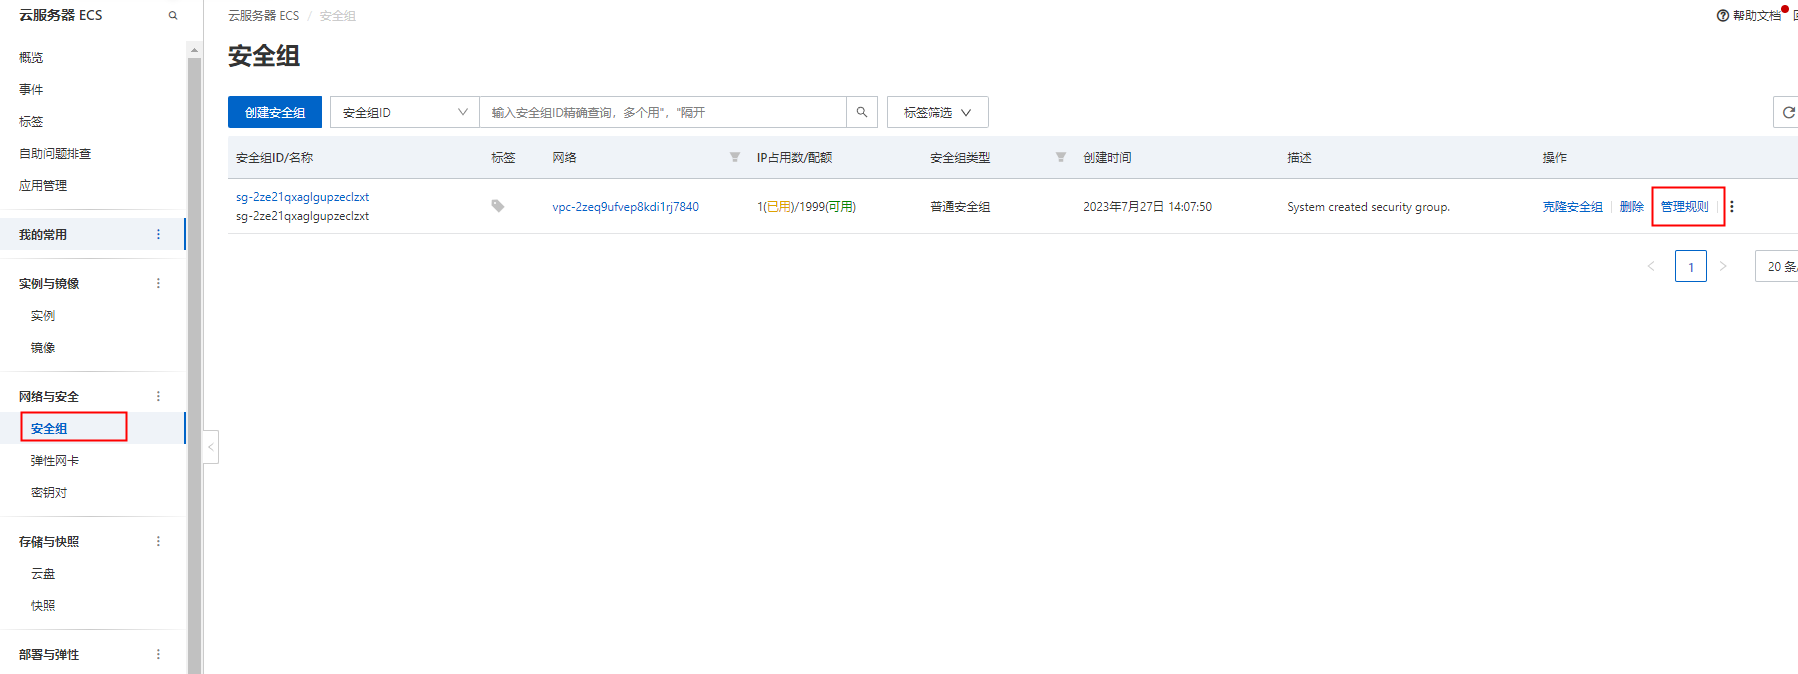 云服务器 ECS
概览
事件
标签
自助问题排查
应用管理
我的常用
实例与镜像
实例
镜像
网络与安全
安全组
弹性网卡
密钥对
存储与快照
云盘
快照
部署与弹性
云服务器 ECS / 安全组
帮助文档
安全组
创建安全组 安全组ID 输入安全组ID精确查询，多个用"，"隔开 标签筛选
安全组ID/名称 标签 网络 IP占用数/配额 安全组类型 创建时间 描述 操作
sg-2ze21qxaglgupzeclzxt
sg-2ze21qxaglgupzeclzxt
vpc-2zeq9ufvep8kdi1rj7840 1(已用)/1999(可用) 普通安全组 2023年7月27日 14:07:50 System created security group. 克隆安全组 删除 管理规则
1 20 条/